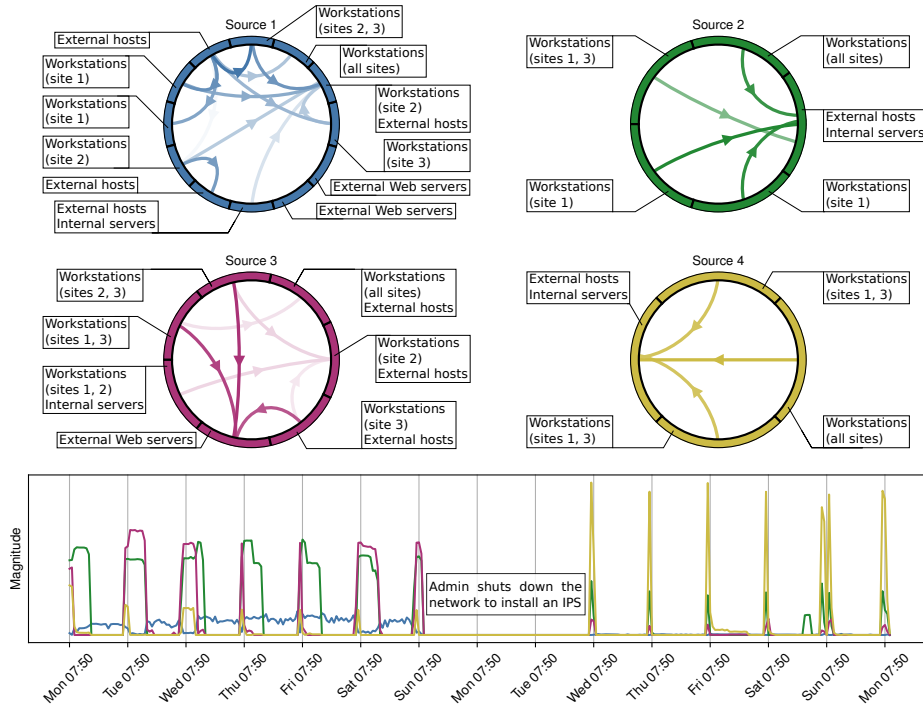 Source 1
Workstations
(sites 2, 3)
External hosts
Workstations
(all sites)
Workstations
(site 1)
Workstations
(site 2)
External hosts
Workstations
(site 1)
Workstations
(site 2)
Workstations
(site 3)
External hosts
External Web servers
External hosts
Internal servers
External Web servers
Source 2
Workstations
(sites 1, 3)
Workstations
(all sites)
External hosts
Internal servers
Workstations
(site 1)
Workstations
(site 1)
Source 3
Workstations
(sites 2, 3)
Workstations
(all sites)
External hosts
Workstations
(sites 1, 3)
Workstations
(site 2)
External hosts
Workstations
(sites 1, 2)
Internal servers
Workstations
(site 3)
External hosts
External Web servers
Source 4
External hosts
Internal servers
Workstations
(sites 1, 3)
Workstations
(sites 1, 3)
Workstations
(all sites)
Magnitude
Admin shuts down the
network to install an IPS
Mon 07:50
Tue 07:50
Wed 07:50
Thu 07:50
Fri 07:50
Sat 07:50
Sun 07:50
Mon 07:50
Tue 07:50
Wed 07:50
Thu 07:50
Fri 07:50
Sat 07:50
Sun 07:50
Mon 07:50